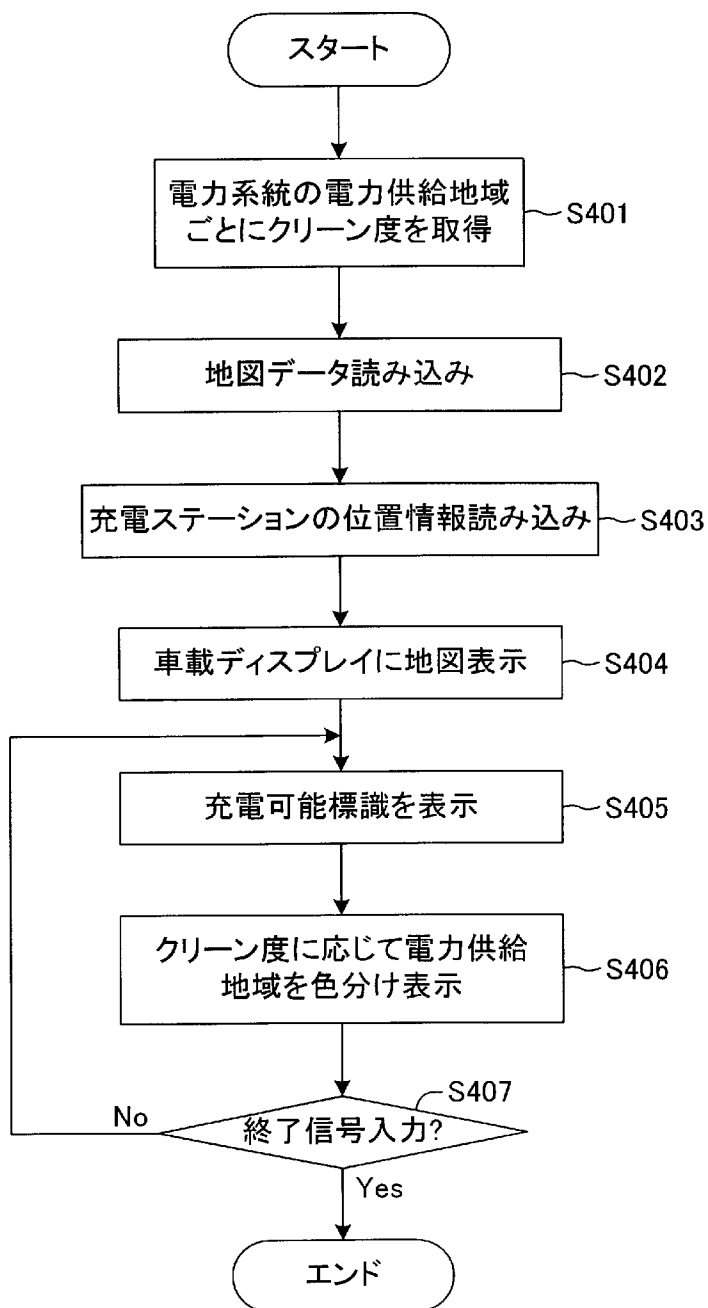 スタート
電力系統の電力供給地域
ごとにクリーン度を取得
S401
地図データ読み込み
S402
充電ステーションの位置情報読み込み
S403
車載ディスプレイに地図表示
S404
充電可能標識を表示
S405
クリーン度に応じて電力供給
地域を色分け表示
S406
S407
No
終了信号入力?
Yes
エンド